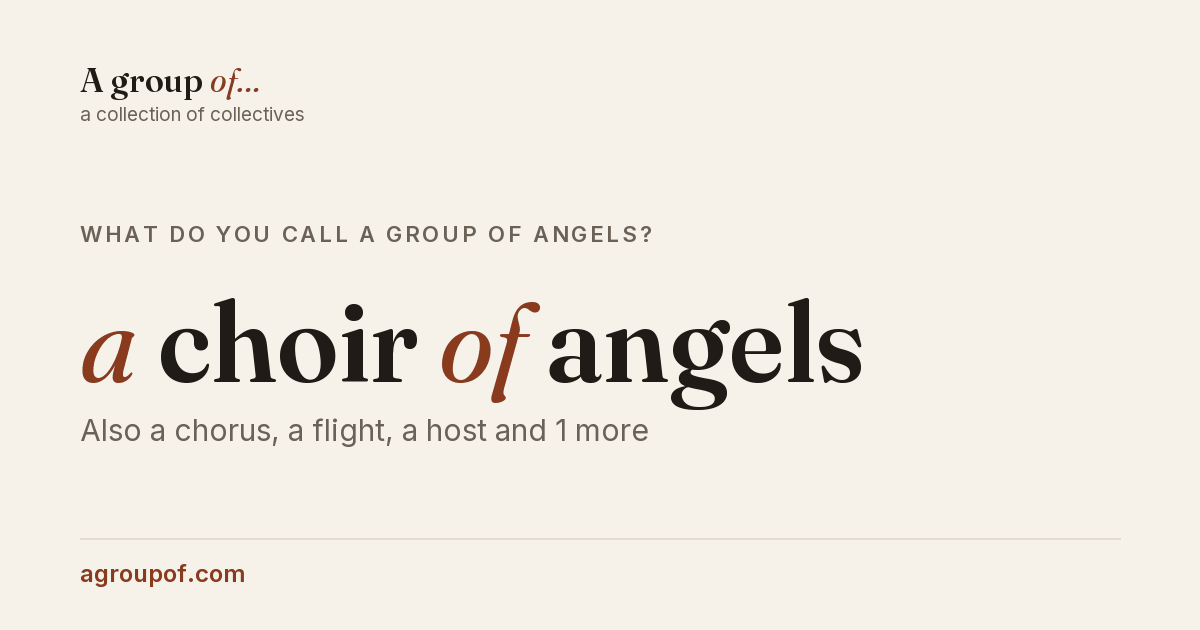 A group of...
a collection of collectives
WHAT DO YOU CALL A GROUP OF ANGELS?
a choir of angels
Also a chorus, a flight, a host and 1 more
agroupof.com